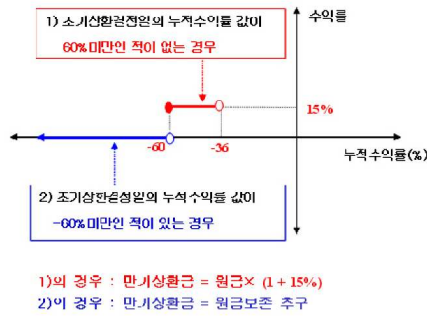 1) 조기상환결정일의 누적수익률 값이
60%미만인 적이 없는 경우
수익률
15%
-60
-36
누적수익률(%)
2) 조기상환결정일의 누적수익률 값이
-60%미만인 적이 있는 경우
1)의 경우 : 만기상환금 = 원금× (1 + 15%)
2)의 경우 : 만기상환금 = 원금보존 추구